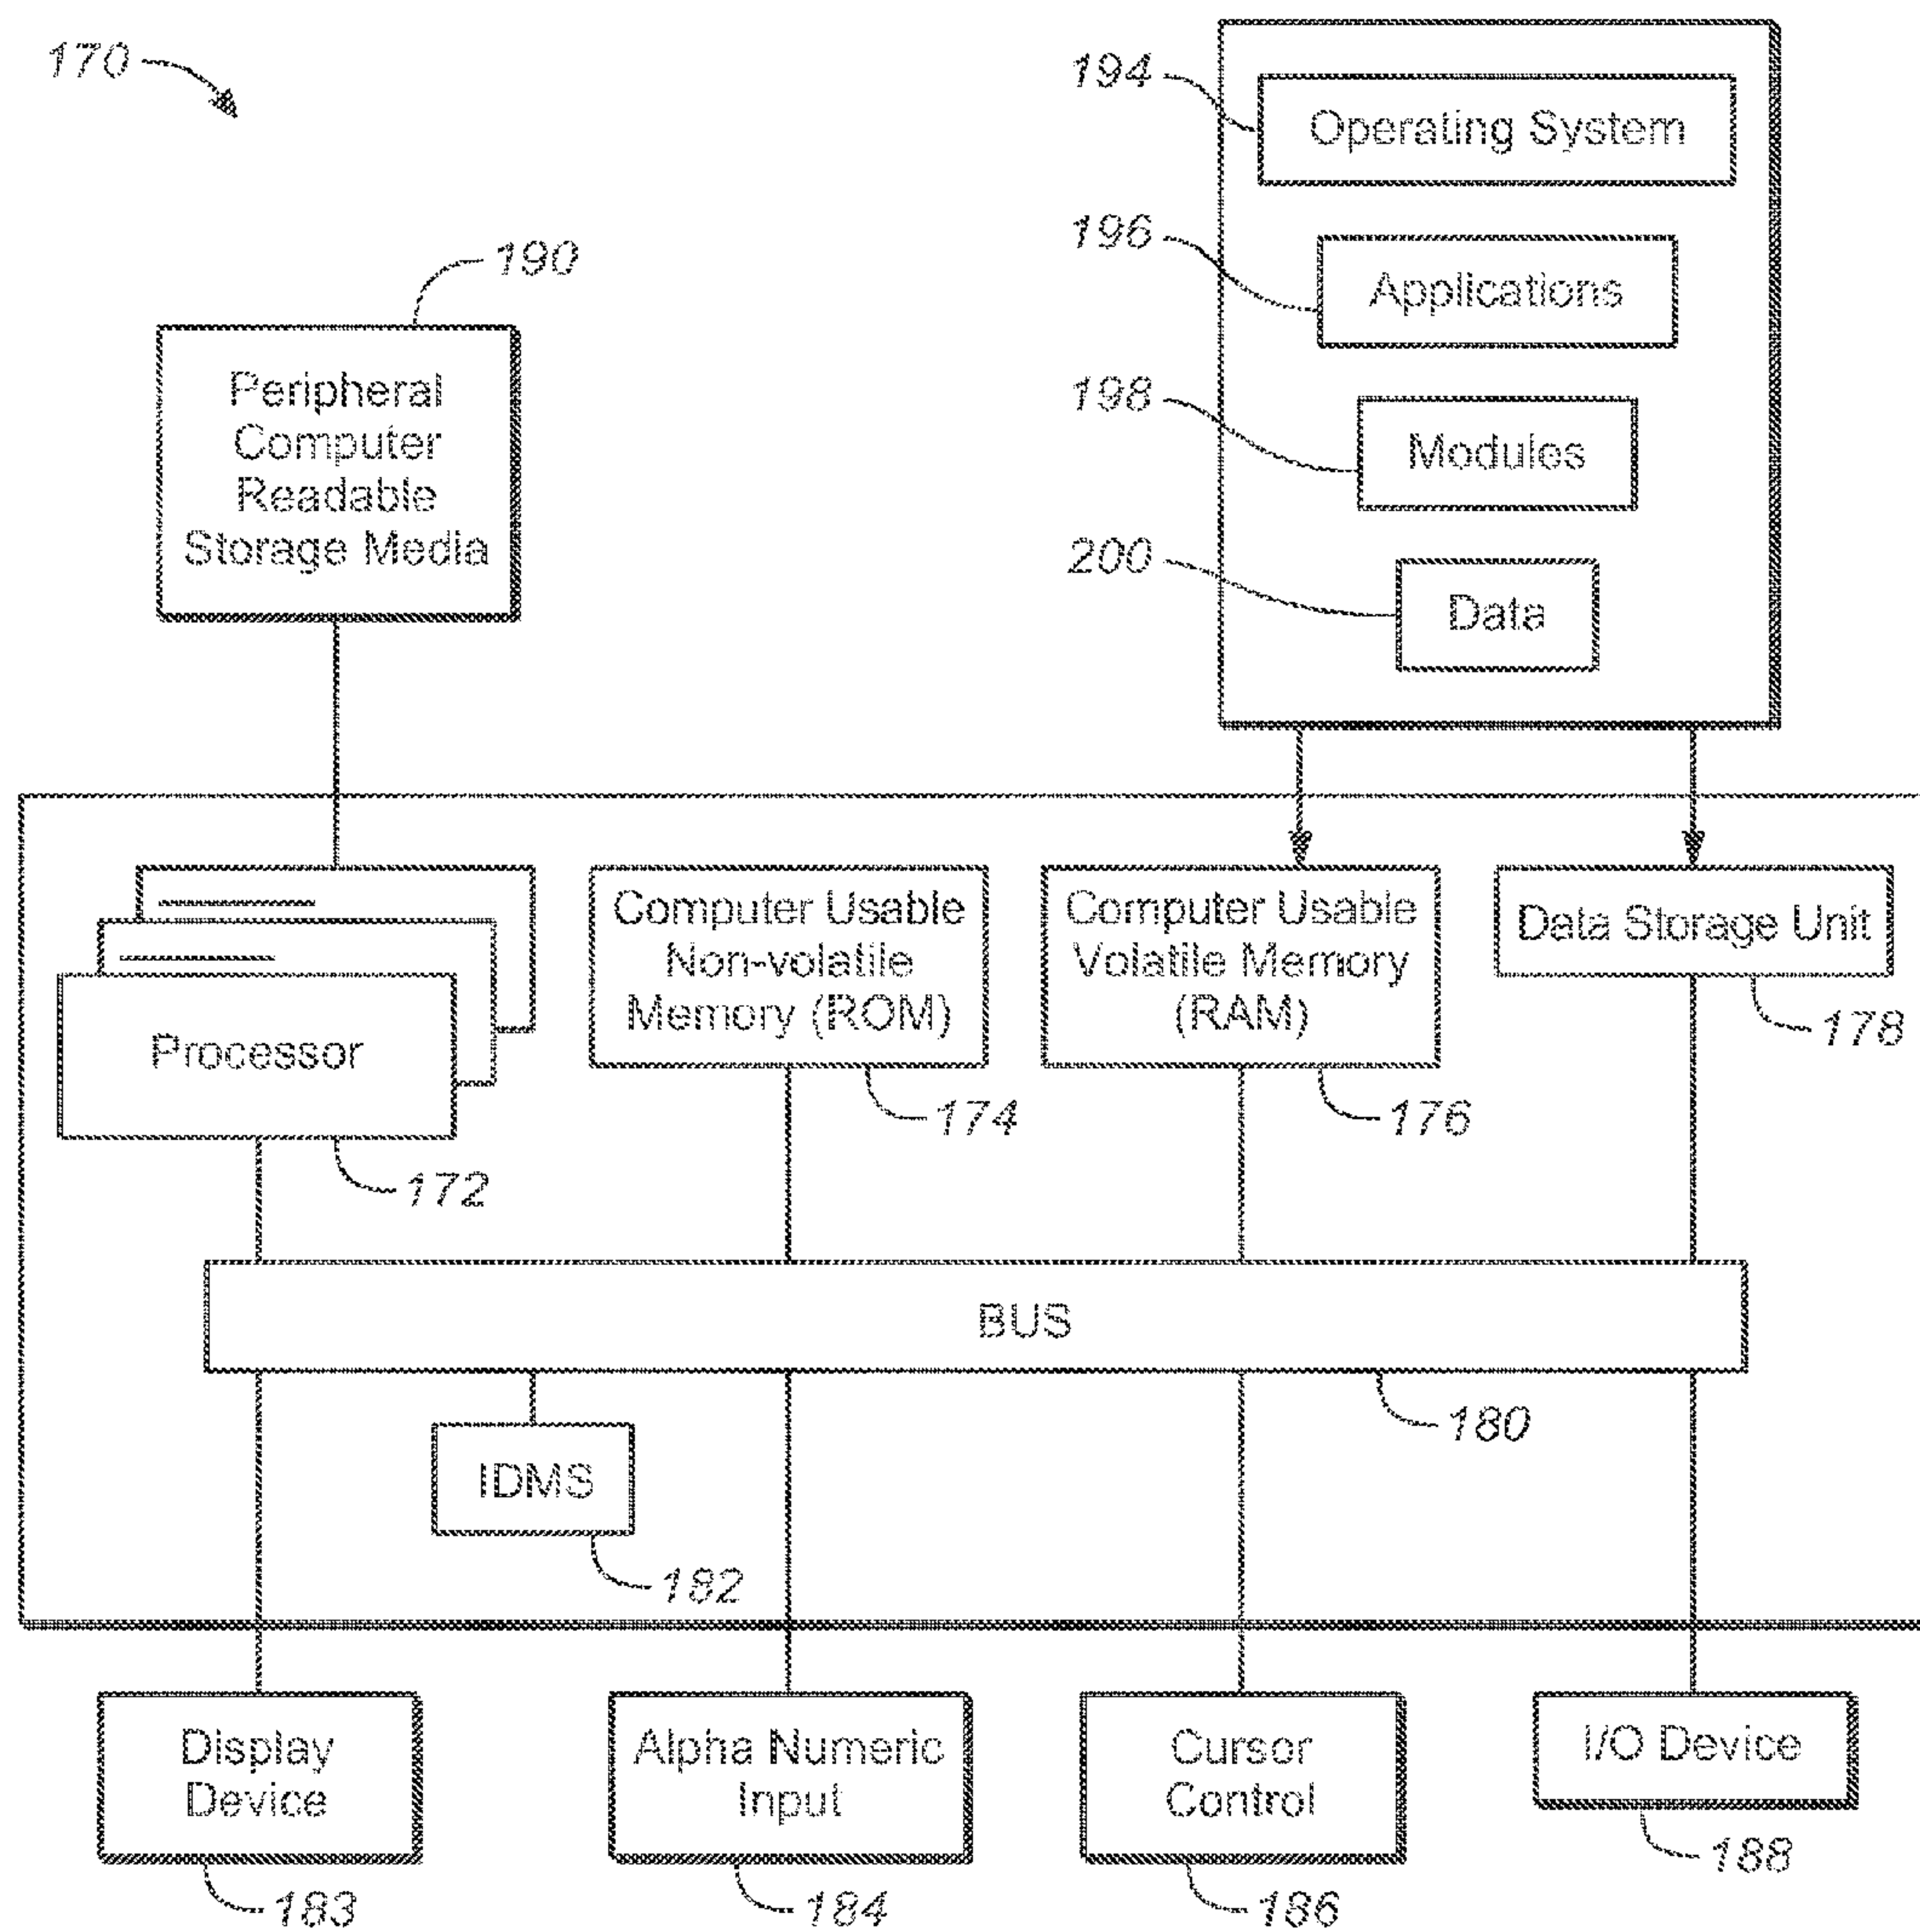 170
194
Operating System
196
Applications
190
Peripheral
Computer
Readable
Storage Media
198
Modules
200
Data
Computer Usable
Non-volatile
Memory (ROM)
Computer Usable
Volatile Memory
(RAM)
Data Storage Unit
178
Processor
174
176
172
BUS
180
IDMS
182
Display
Device
Alpha Numeric
Input
Cursor
Control
I/O Device
188
183
184
186